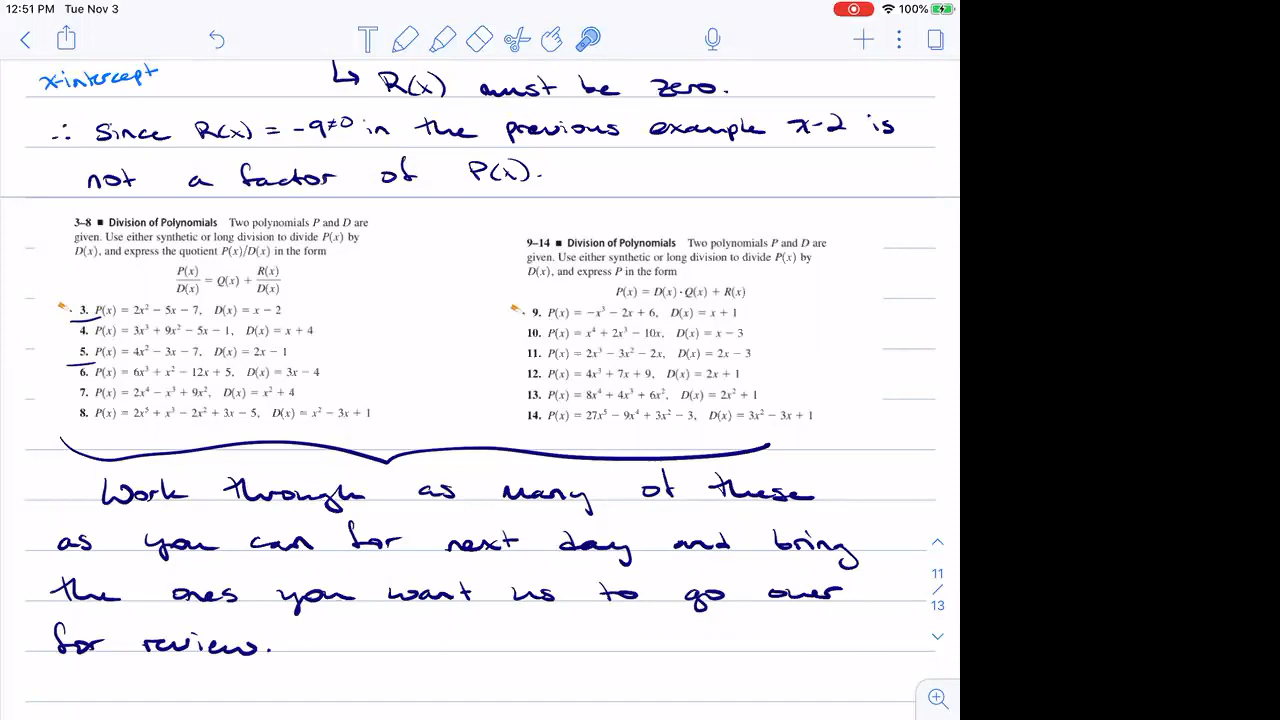 12:51 PM Tue Nov 3
100%
x-intercept
↳ R(x) must be zero.
∴ Since R(x) = -9≠0 in the previous example x-2 is
not a factor of P(x).
3–8 ■ Division of Polynomials Two polynomials P and D are
given. Use either synthetic or long division to divide P(x) by
D(x), and express the quotient P(x)/D(x) in the form
P(x)/D(x) = Q(x) + R(x)/D(x)
3. P(x) = 2x² − 5x − 7, D(x) = x − 2
4. P(x) = 3x³ + 9x² − 5x − 1, D(x) = x + 4
5. P(x) = 4x² − 3x − 7, D(x) = 2x − 1
6. P(x) = 6x³ + x² − 12x + 5, D(x) = 3x − 4
7. P(x) = 2x⁴ − x³ + 9x², D(x) = x² + 4
8. P(x) = 2x⁵ + x³ − 2x² + 3x − 5, D(x) = x² − 3x + 1
9–14 ■ Division of Polynomials Two polynomials P and D are
given. Use either synthetic or long division to divide P(x) by
D(x), and express P in the form
P(x) = D(x) · Q(x) + R(x)
9. P(x) = −x³ − 2x + 6, D(x) = x + 1
10. P(x) = x⁴ + 2x³ − 10x, D(x) = x − 3
11. P(x) = 2x³ − 3x² − 2x, D(x) = 2x − 3
12. P(x) = 4x³ + 7x + 9, D(x) = 2x + 1
13. P(x) = 8x⁴ + 4x³ + 6x², D(x) = 2x² + 1
14. P(x) = 27x⁵ − 9x⁴ + 3x² − 3, D(x) = 3x² − 3x + 1
Work through as many of these
as you can for next day and bring
the ones you want us to go over
for review.
11
/
13